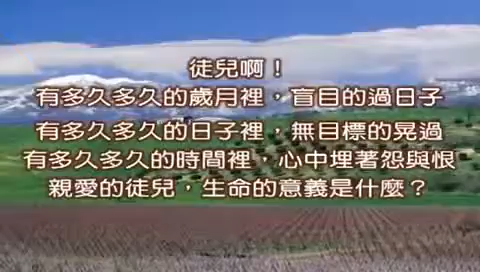 徒兒啊！
有多久多久的歲月裡，盲目的過日子
有多久多久的日子裡，無目標的晃過
有多久多久的時間裡，心中埋著怨與恨
親愛的徒兒，生命的意義是什麼？